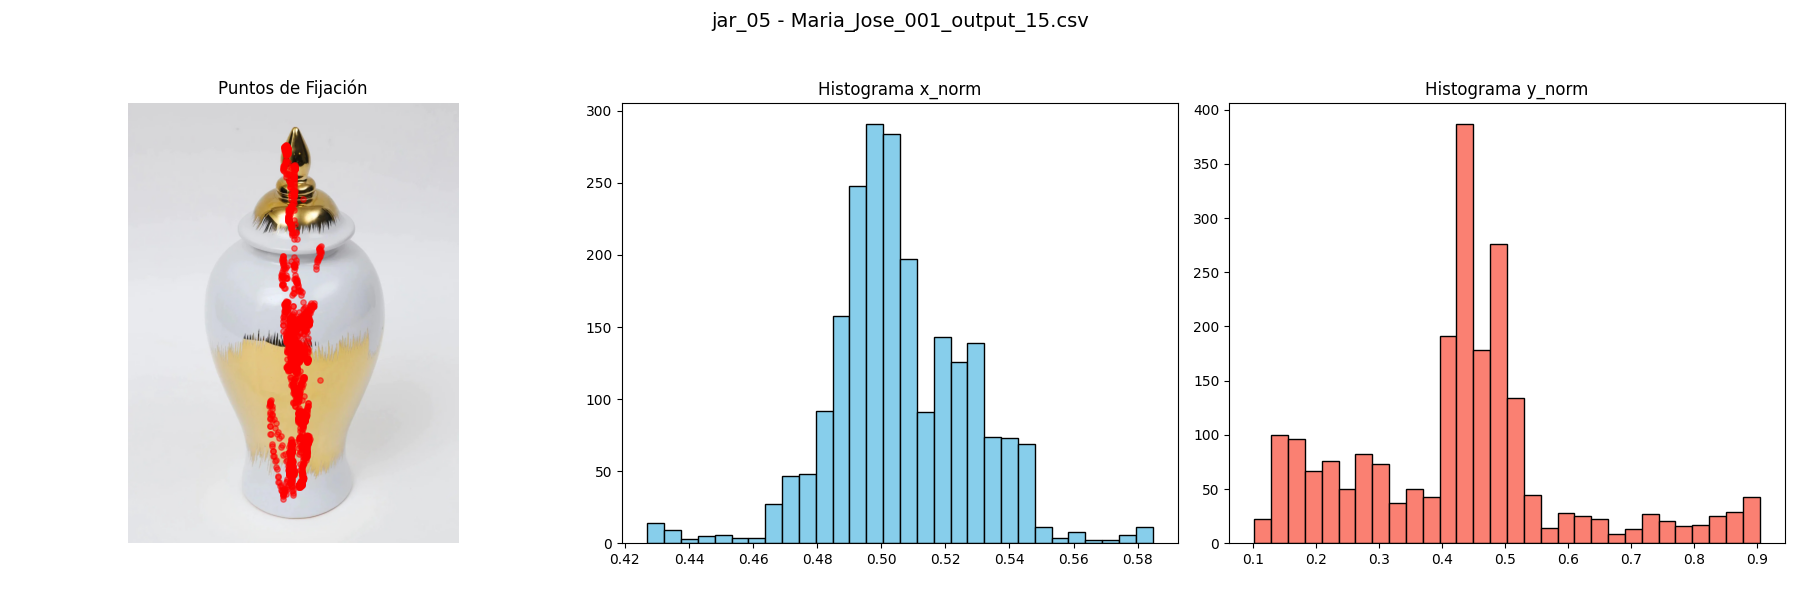 jar_05 - Maria_Jose_001_output_15.csv
Puntos de Fijación
Histograma x_norm
300
250
200
150
100
50
0
0.42 0.44 0.46 0.48 0.50 0.52 0.54 0.56 0.58
Histograma y_norm
400
350
300
250
200
150
100
50
0
0.1 0.2 0.3 0.4 0.5 0.6 0.7 0.8 0.9